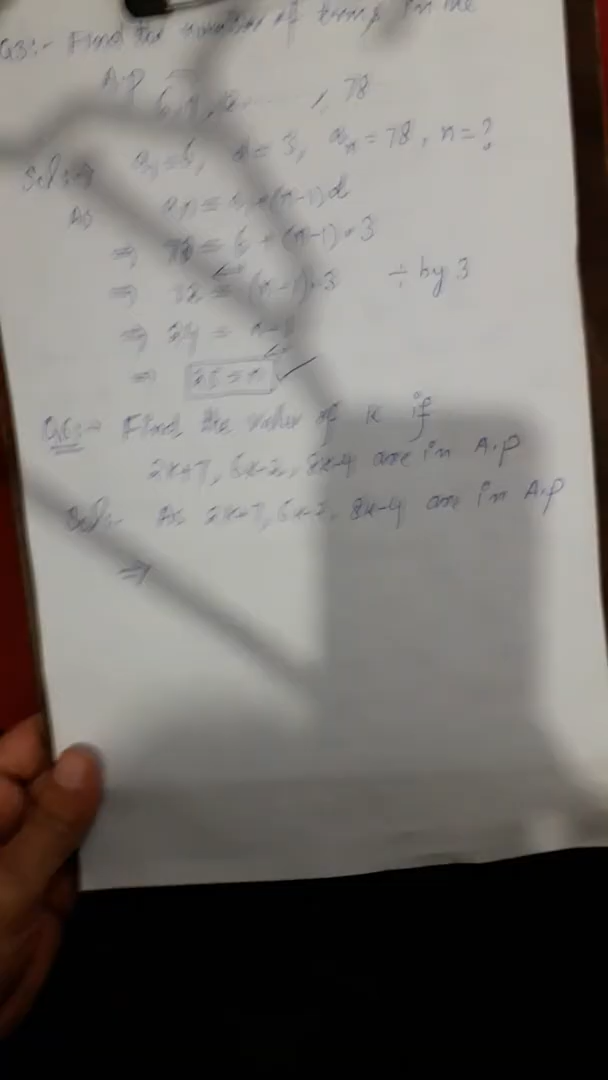 Q3:- Find the number of terms in the
A.P
6, 9, ........, 78
Sol:- a₁=6, d=3, aₙ=78, n=?
As aₙ = a₁+(n-1)d
⇒ 78 = 6+(n-1)·3
⇒ 72 = (n-1)·3 ÷ by 3
⇒ 24 = n-1
⇒ 25=n ✓
Find the value of K if
2K+7, 6K-2, 8K-4 are in A.P
Sol:- As 2K+7, 6K-2, 8K-4 are in A.P
⇒